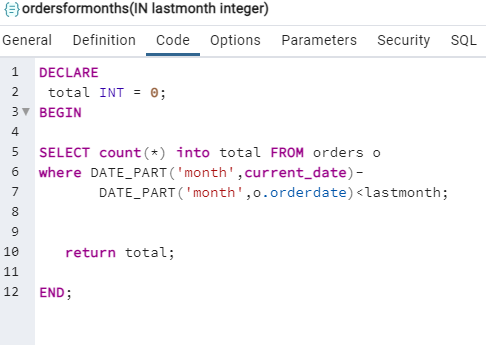 ordersformonths(IN lastmonth integer)
General Definition Code Options Parameters Security SQL
1 DECLARE
2 total INT = 0;
3 BEGIN
4
5 SELECT count(*) into total FROM orders o
6 where DATE_PART('month',current_date)-
7 DATE_PART('month',o.orderdate)<lastmonth;
8
9
10 return total;
11
12 END;